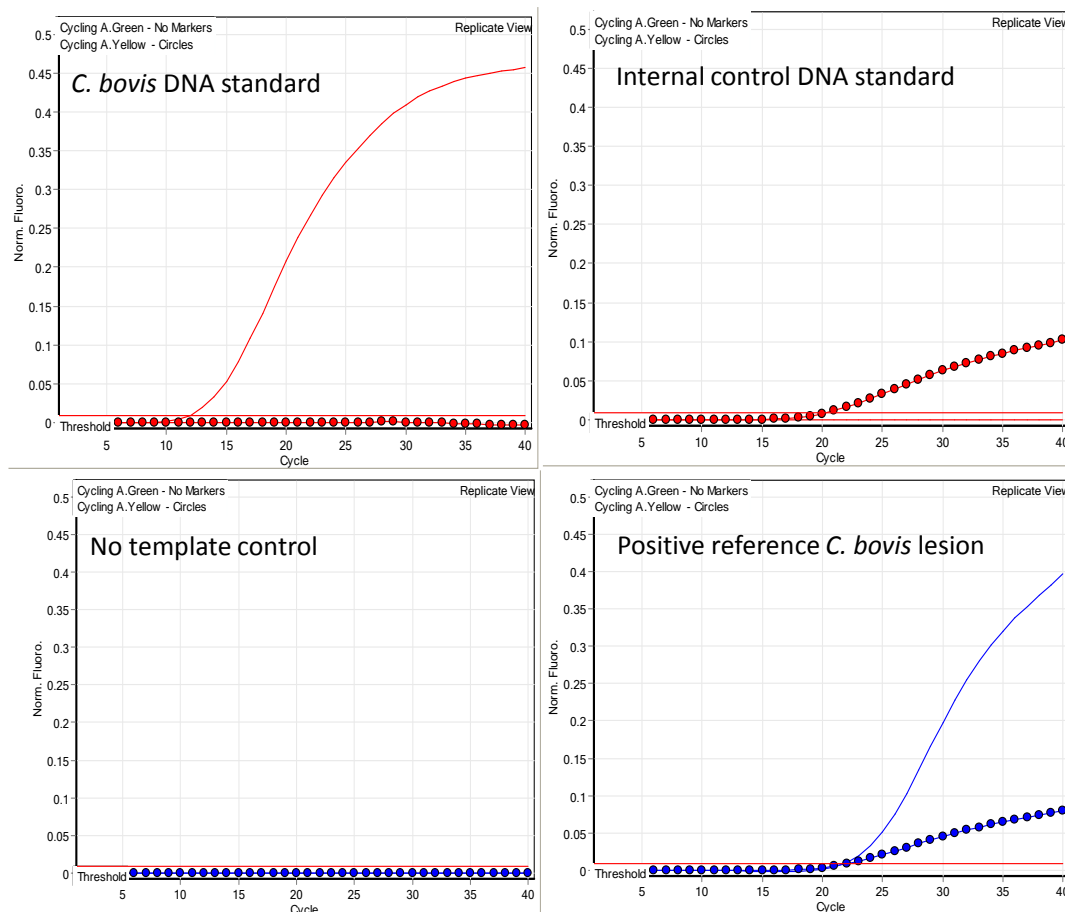 Cycling A.Green - No Markers
Replicate View
Cycling A.Yellow - Circles
C. bovis DNA standard
Norm. Fluoro.
0.5
0.45
0.4
0.35
0.3
0.25
0.2
0.15
0.1
0.05
0
Threshold
5 10 15 20 25 30 35 40
Cycle
Cycling A.Green - No Markers
Replicate View
Cycling A.Yellow - Circles
Internal control DNA standard
Norm. Fluoro.
0.5
0.45
0.4
0.35
0.3
0.25
0.2
0.15
0.1
0.05
0
Threshold
5 10 15 20 25 30 35 40
Cycle
Cycling A.Green - No Markers
Replicate View
Cycling A.Yellow - Circles
No template control
Norm. Fluoro.
0.5
0.45
0.4
0.35
0.3
0.25
0.2
0.15
0.1
0.05
0
Threshold
5 10 15 20 25 30 35 40
Cycle
Cycling A.Green - No Markers
Replicate View
Cycling A.Yellow - Circles
Positive reference C. bovis lesion
Norm. Fluoro.
0.5
0.45
0.4
0.35
0.3
0.25
0.2
0.15
0.1
0.05
0
Threshold
5 10 15 20 25 30 35 40
Cycle